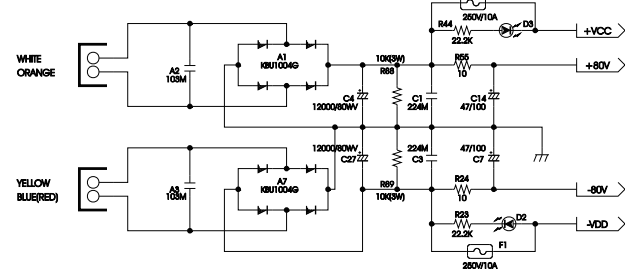 250V/10A
R44
22.2K
D3
+VCC
WHITE
ORANGE
A2
103M
A1
KBU1004G
10K(3W)
R68
R55
10
+80V
C4
12000/80WV
C1
224M
C14
47/100
12000/80WV
C27
224M
C3
47/100
C7
YELLOW
BLUE(RED)
A3
103M
A7
KBU1004G
R69
10K(3W)
R24
10
-80V
R23
22.2K
D2
-VDD
F1
250V/10A